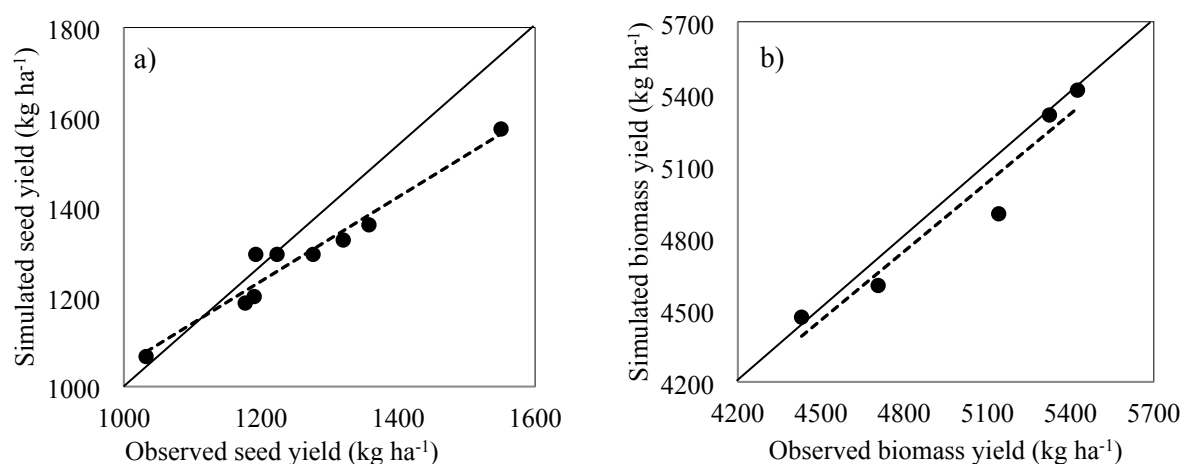 a)
Simulated seed yield (kg ha-1)
1800
1600
1400
1200
1000
1000 1200 1400 1600
Observed seed yield (kg ha-1)
b)
Simulated biomass yield (kg ha-1)
5700
5400
5100
4800
4500
4200
4200 4500 4800 5100 5400 5700
Observed biomass yield (kg ha-1)